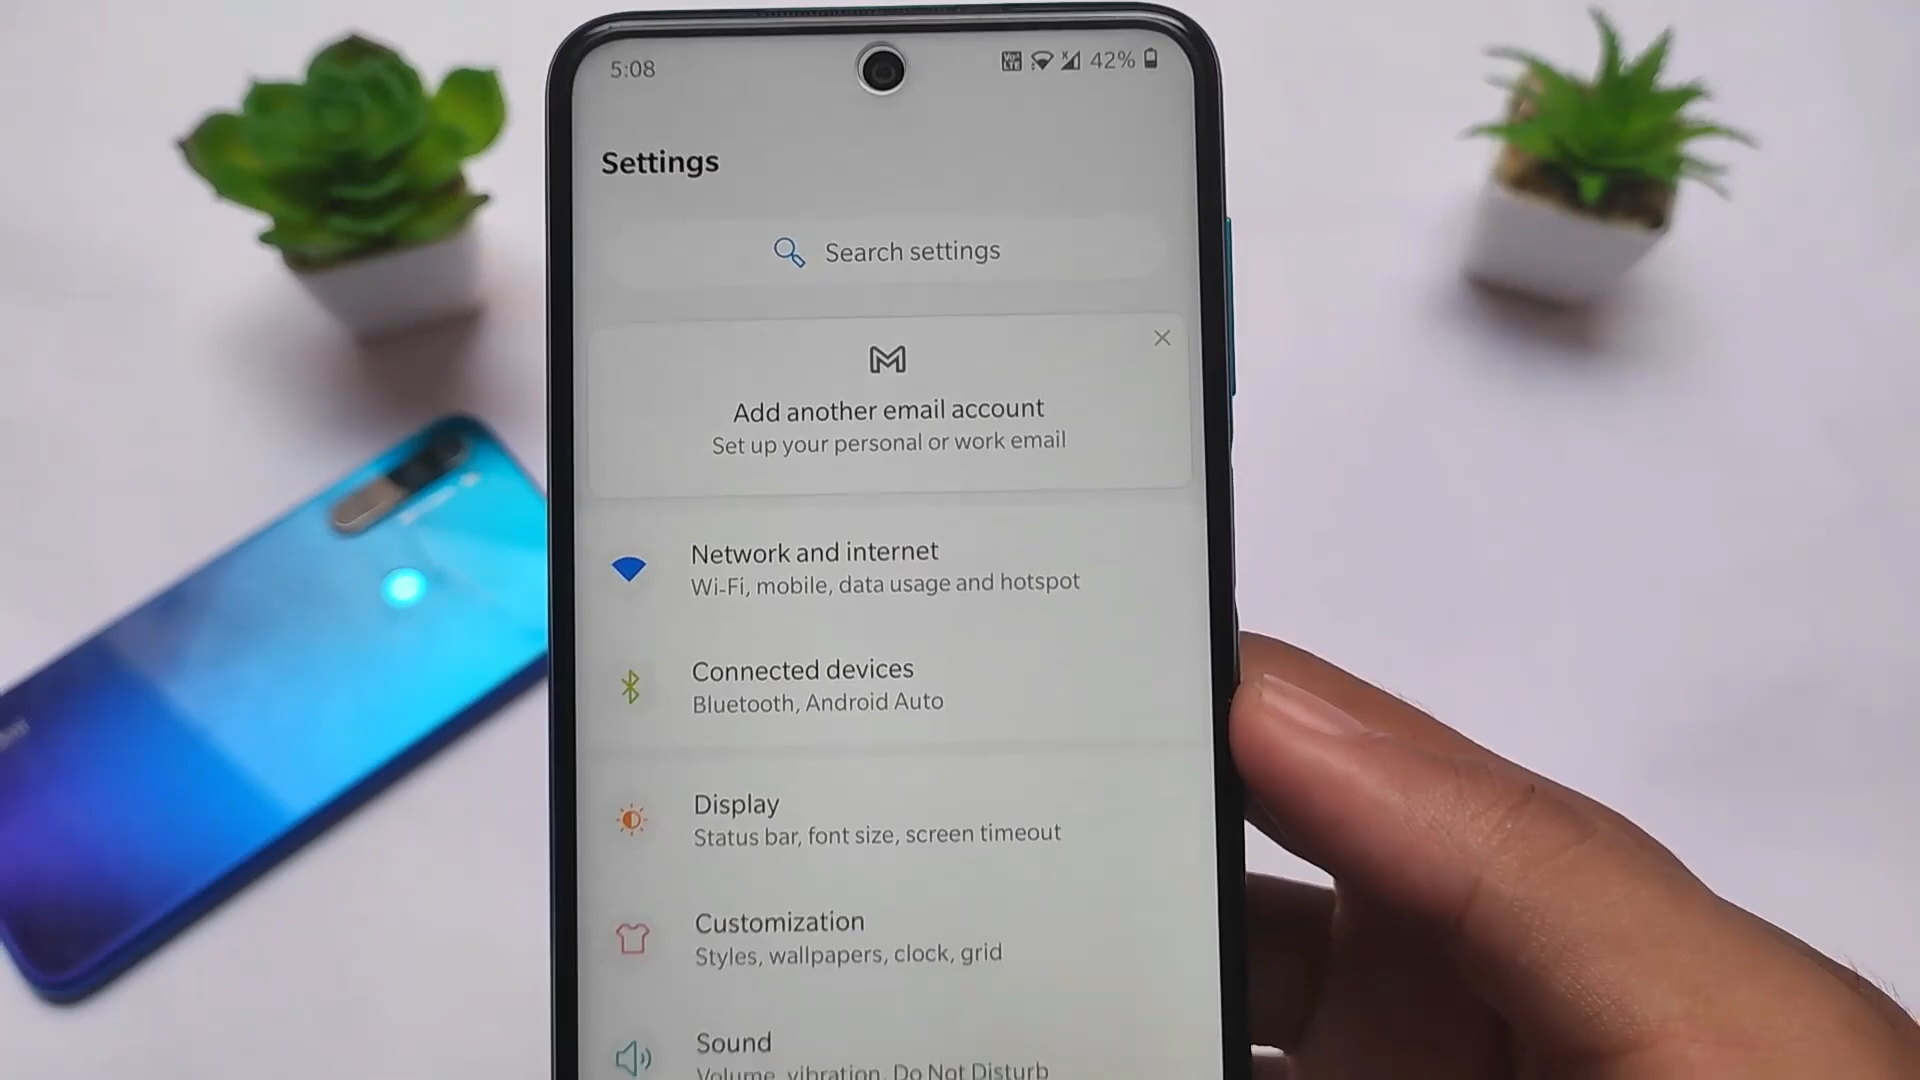 5:08
Vo LTE
42%
Settings
Search settings
Add another email account
Set up your personal or work email
Network and internet
Wi-Fi, mobile, data usage and hotspot
Connected devices
Bluetooth, Android Auto
Display
Status bar, font size, screen timeout
Customization
Styles, wallpapers, clock, grid
Sound
Volume, vibration, Do Not Disturb